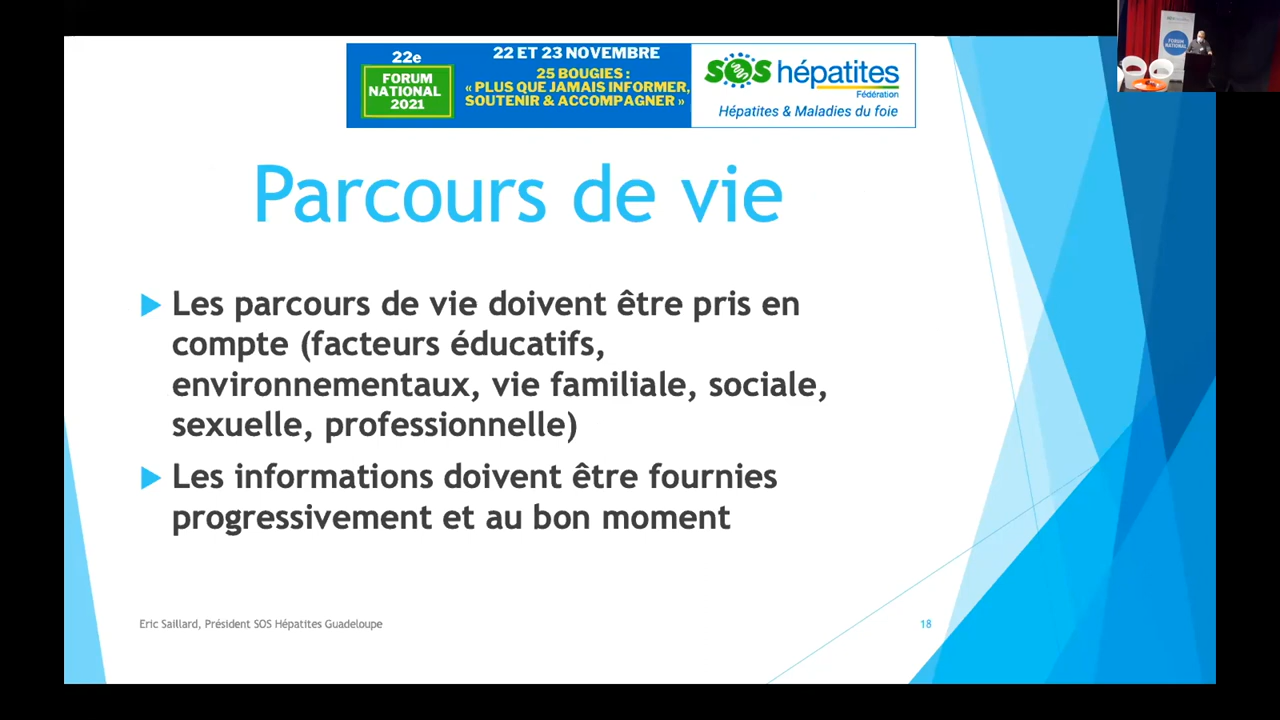 22e
FORUM
NATIONAL
2021
22 ET 23 NOVEMBRE
25 BOUGIES :
« PLUS QUE JAMAIS INFORMER,
SOUTENIR & ACCOMPAGNER »
SOS hépatites
Fédération
Hépatites & Maladies du foie
FORUM
NATIONAL
Parcours de vie
Les parcours de vie doivent être pris en
compte (facteurs éducatifs,
environnementaux, vie familiale, sociale,
sexuelle, professionnelle)
Les informations doivent être fournies
progressivement et au bon moment
Eric Saillard, Président SOS Hépatites Guadeloupe
18